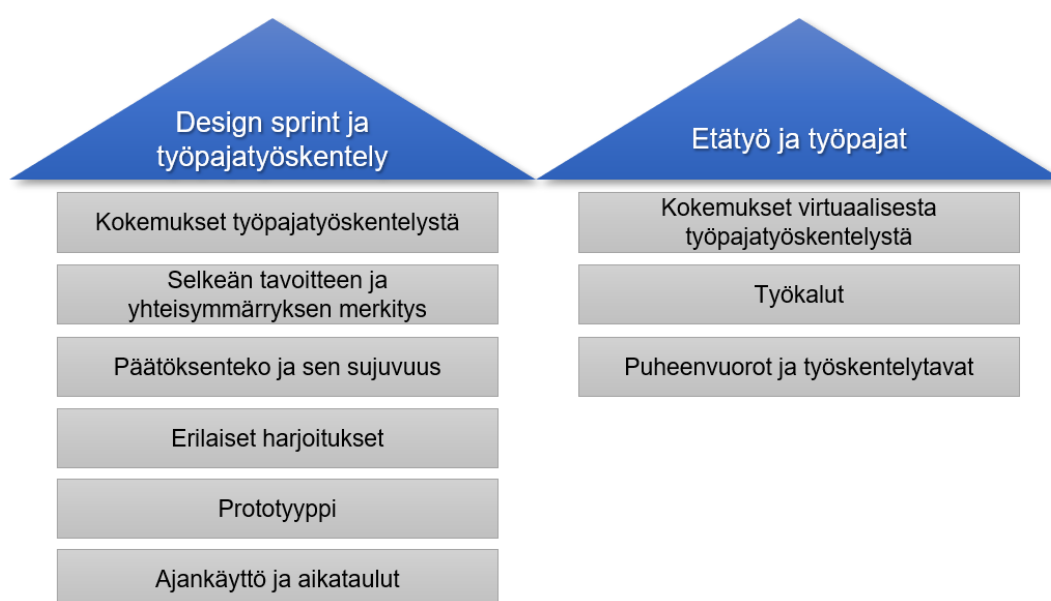 Design sprint ja
työpajatyöskentely
Kokemukset työpajatyöskentelystä
Selkeän tavoitteen ja
yhteisymmärryksen merkitys
Päätöksenteko ja sen sujuvuus
Erilaiset harjoitukset
Prototyyppi
Ajankäyttö ja aikataulut
Etätyö ja työpajat
Kokemukset virtuaalisesta
työpajatyöskentelystä
Työkalut
Puheenvuorot ja työskentelytavat